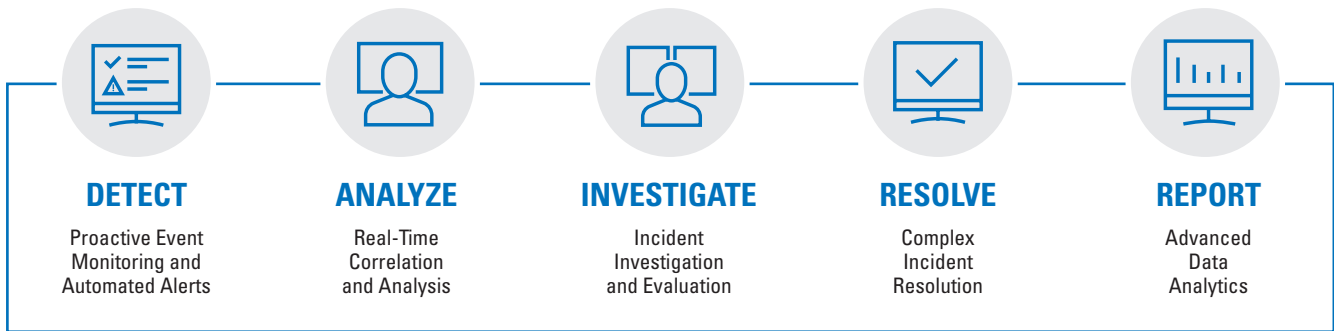 DETECT
Proactive Event
Monitoring and
Automated Alerts
ANALYZE
Real-Time
Correlation
and Analysis
INVESTIGATE
Incident
Investigation
and Evaluation
RESOLVE
Complex
Incident
Resolution
REPORT
Advanced
Data
Analytics